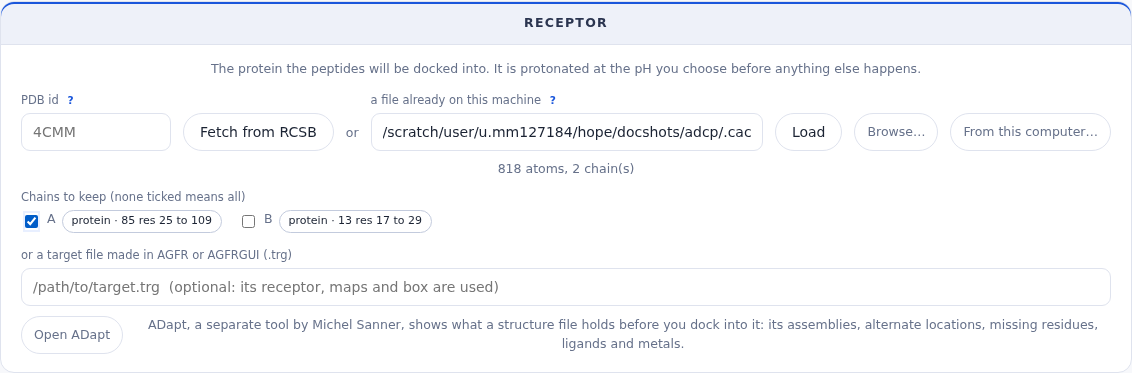 RECEPTOR
The protein the peptides will be docked into. It is protonated at the pH you choose before anything else happens.
PDB id ? a file already on this machine ?
4CMM Fetch from RCSB or /scratch/user/u.mm127184/hope/docshots/adcp/.cac Load Browse... From this computer...
818 atoms, 2 chain(s)
Chains to keep (none ticked means all)
A protein · 85 res 25 to 109 B protein · 13 res 17 to 29
or a target file made in AGFR or AGFRGUI (.trg)
/path/to/target.trg (optional: its receptor, maps and box are used)
Open ADapt ADapt, a separate tool by Michel Sanner, shows what a structure file holds before you dock into it: its assemblies, alternate locations, missing residues,
ligands and metals.